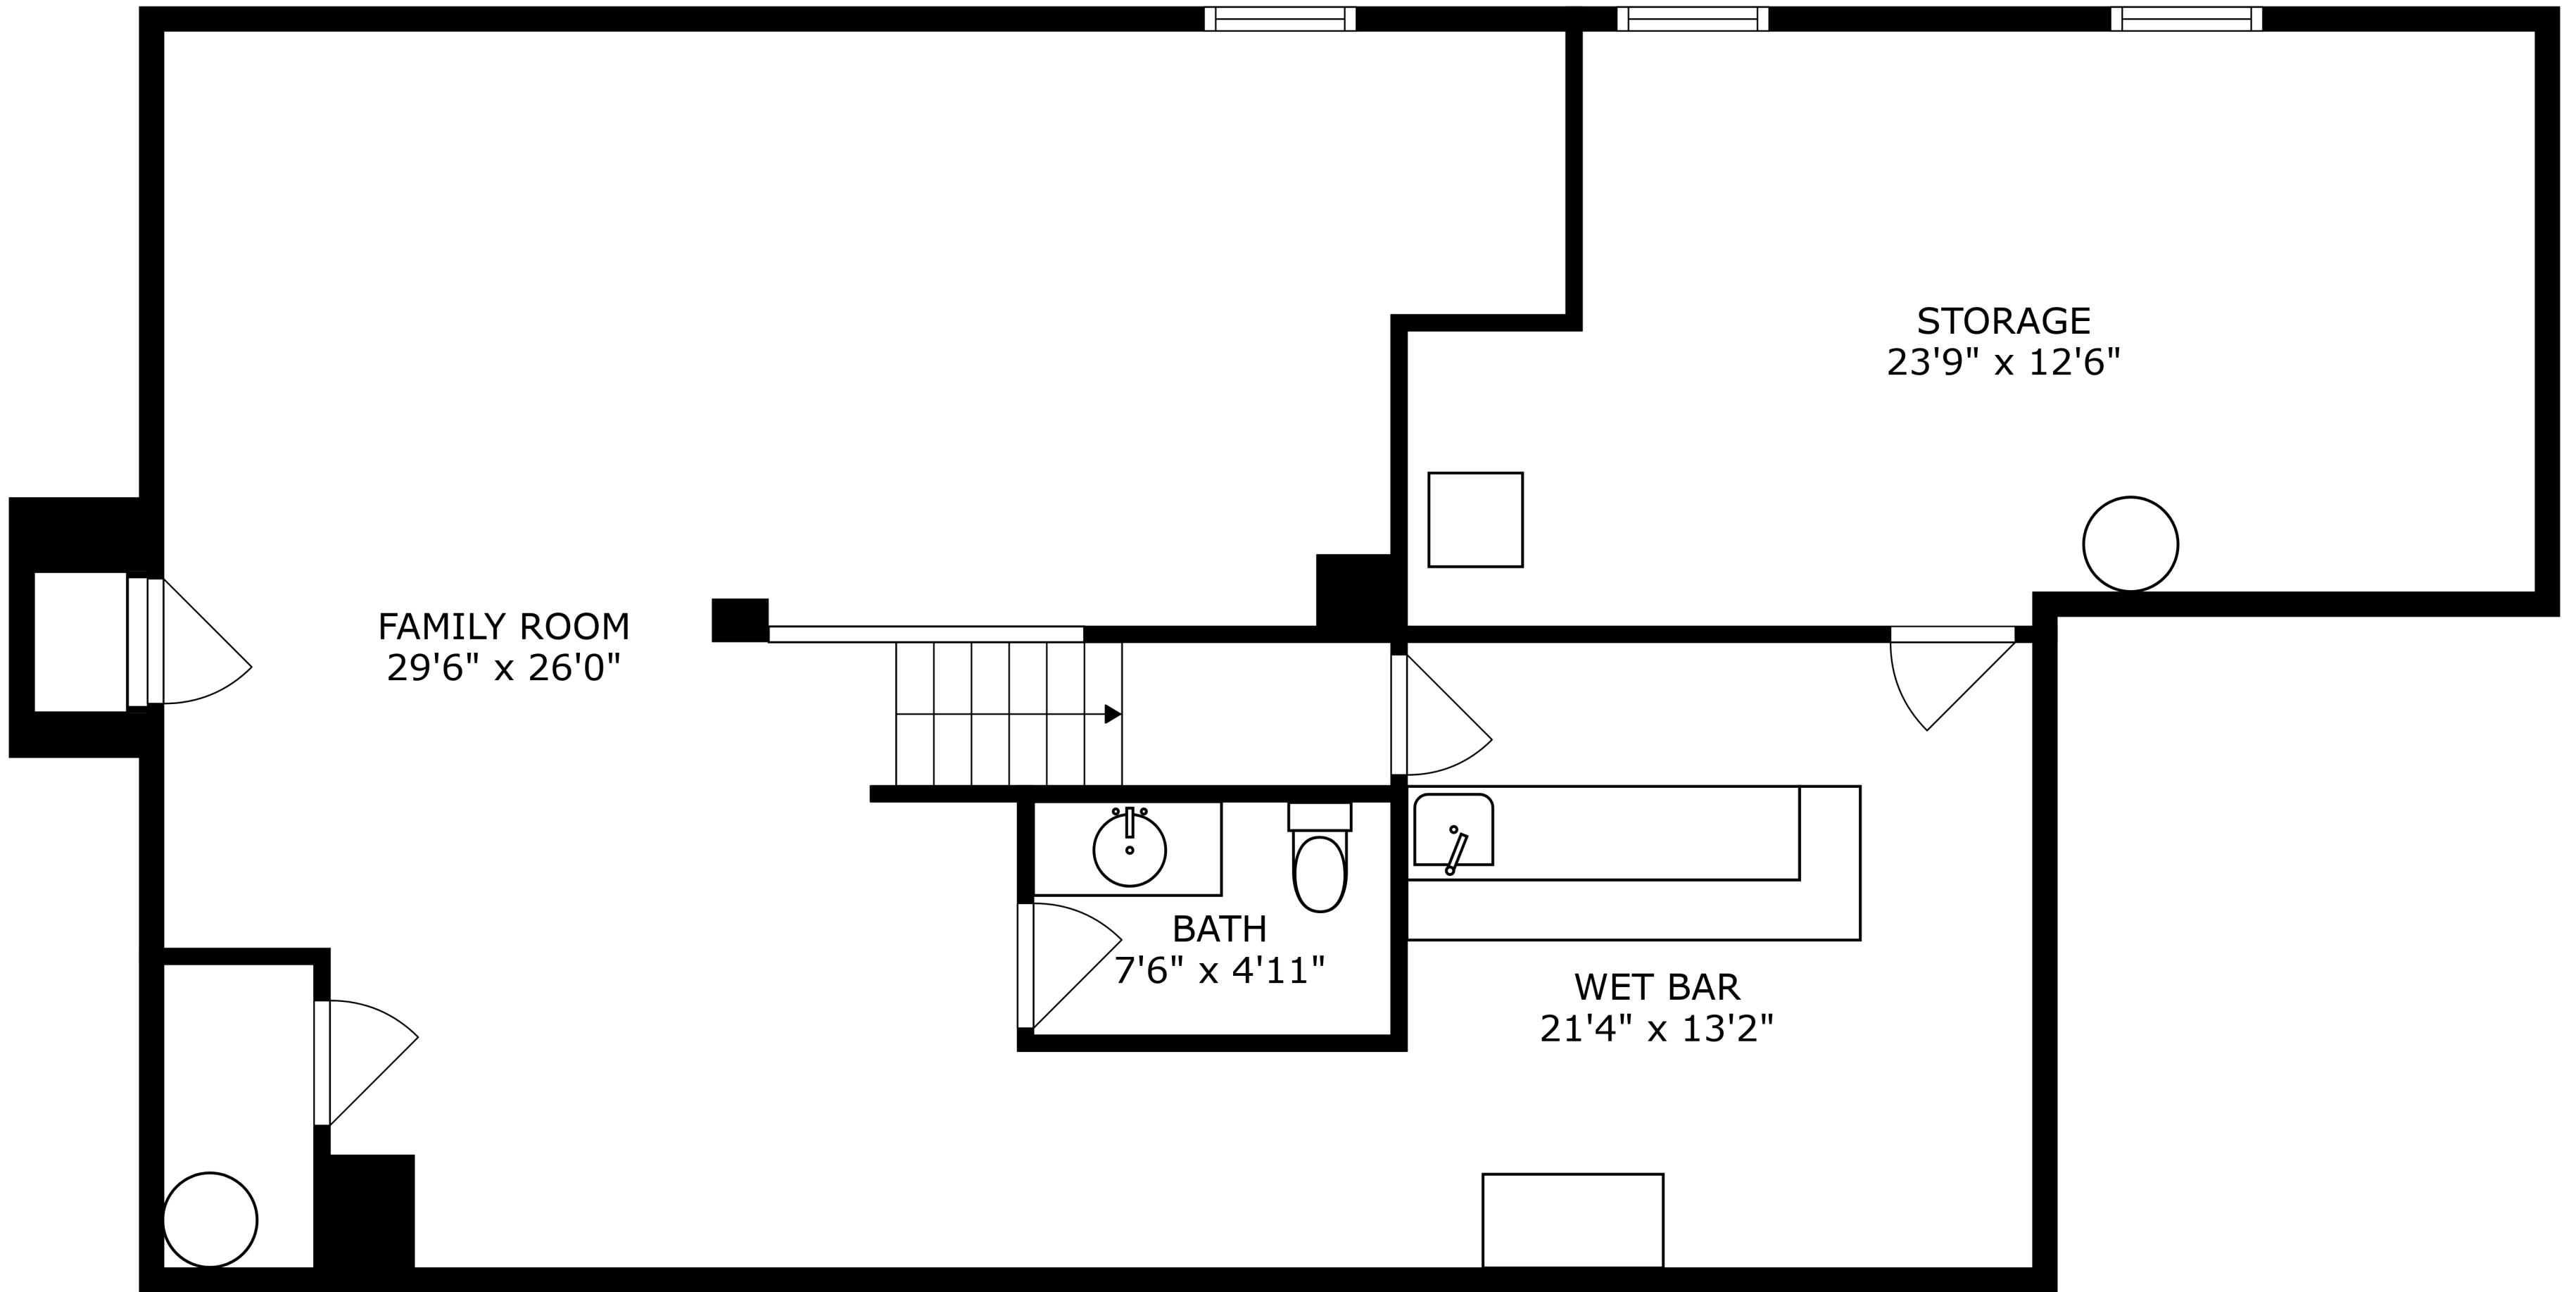 STORAGE
23'9" x 12'6"
FAMILY ROOM
29'6" x 26'0"
BATH
7'6" x 4'11"
WET BAR
21'4" x 13'2"